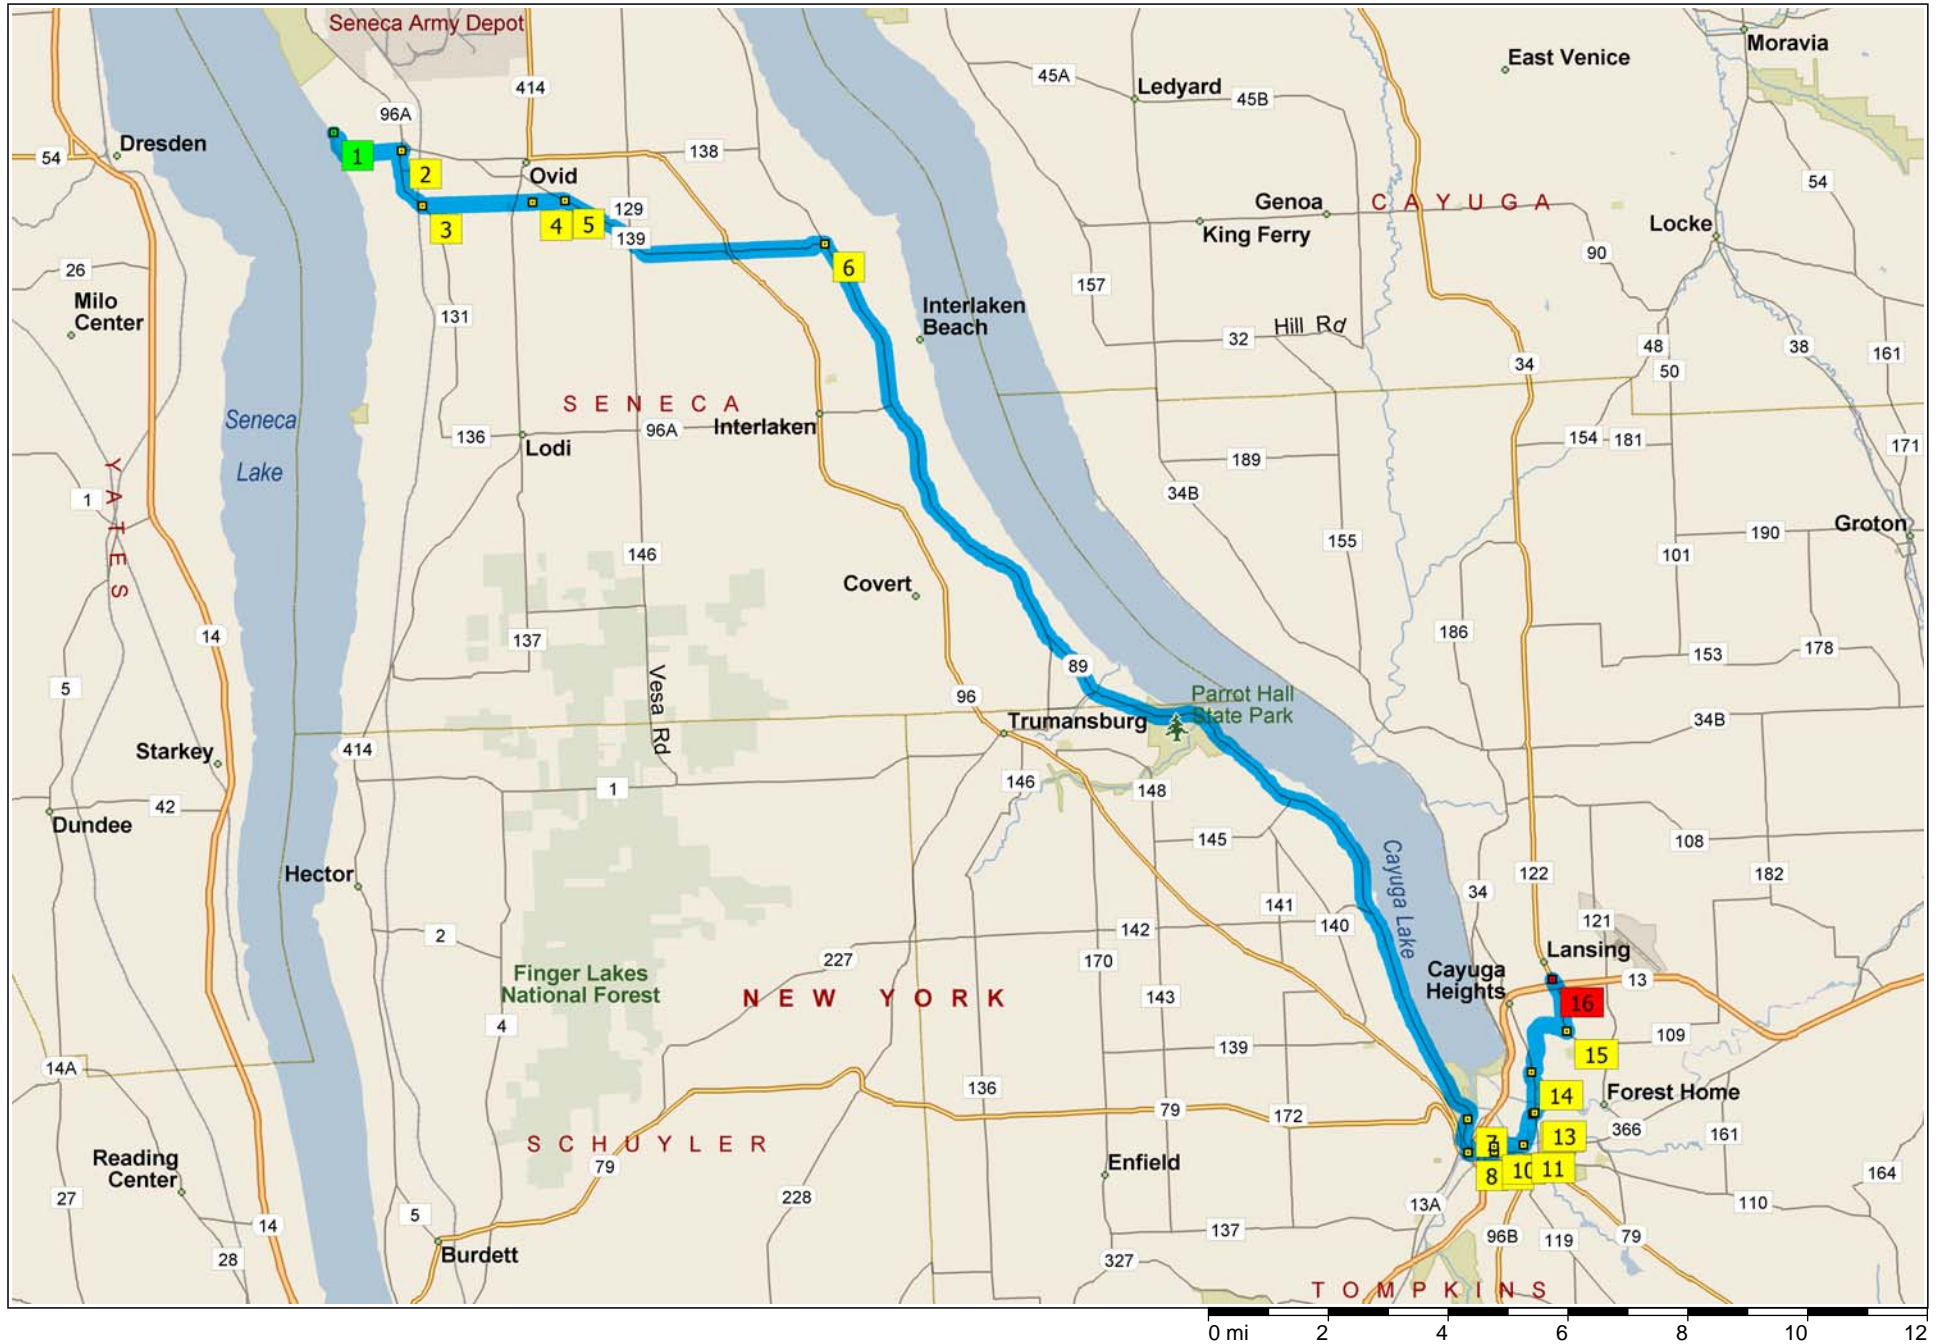 Seneca Army Depot
Moravia
East Venice
45A
Ledyard
45B
414
96A
Dresden
54
1
138
2
Ovid
54
129
3
4
5
139
6
Genoa
C A Y U G A
King Ferry
Locke
90
26
Milo
Center
157
Interlaken
Beach
131
32
Hill Rd
48
38
161
34
50
Seneca
Lake
S E N E C A
136
Lodi
96A
Interlaken
154
181
171
189
34B
1
Y A T E S
Groton
190
155
101
146
Covert
14
137
186
153
178
5
Vesa Rd
89
96
Parrot Hall
State Park
Trumansburg
34B
Starkey
414
146
148
1
42
Dundee
145
108
Hector
Cayuga Lake
122
182
34
141
140
121
142
2
227
170
Lansing
Cayuga
Heights
13
Finger Lakes
National Forest
N E W Y O R K
143
16
4
139
109
15
14A
136
Forest Home
14
79
172
13
366
161
S C H U Y L E R
79
7
8
10
11
Reading
Center
Enfield
164
27
228
13A
110
5
14
137
96B
119
79
28
Burdett
327
T O M P K I N S
0 mi 2 4 6 8 10 12